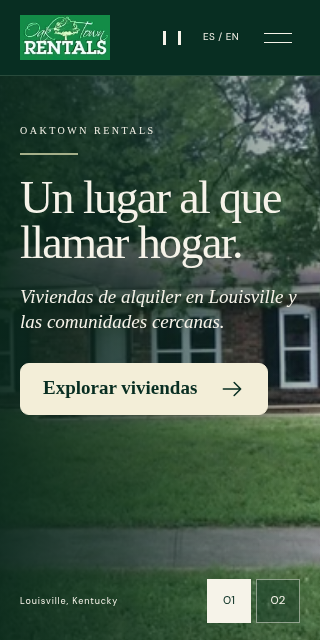 Oak Town
RENTALS
ES / EN
OAKTOWN RENTALS
Un lugar al que
llamar hogar.
Viviendas de alquiler en Louisville y
las comunidades cercanas.
Explorar viviendas
Louisville, Kentucky
01
02